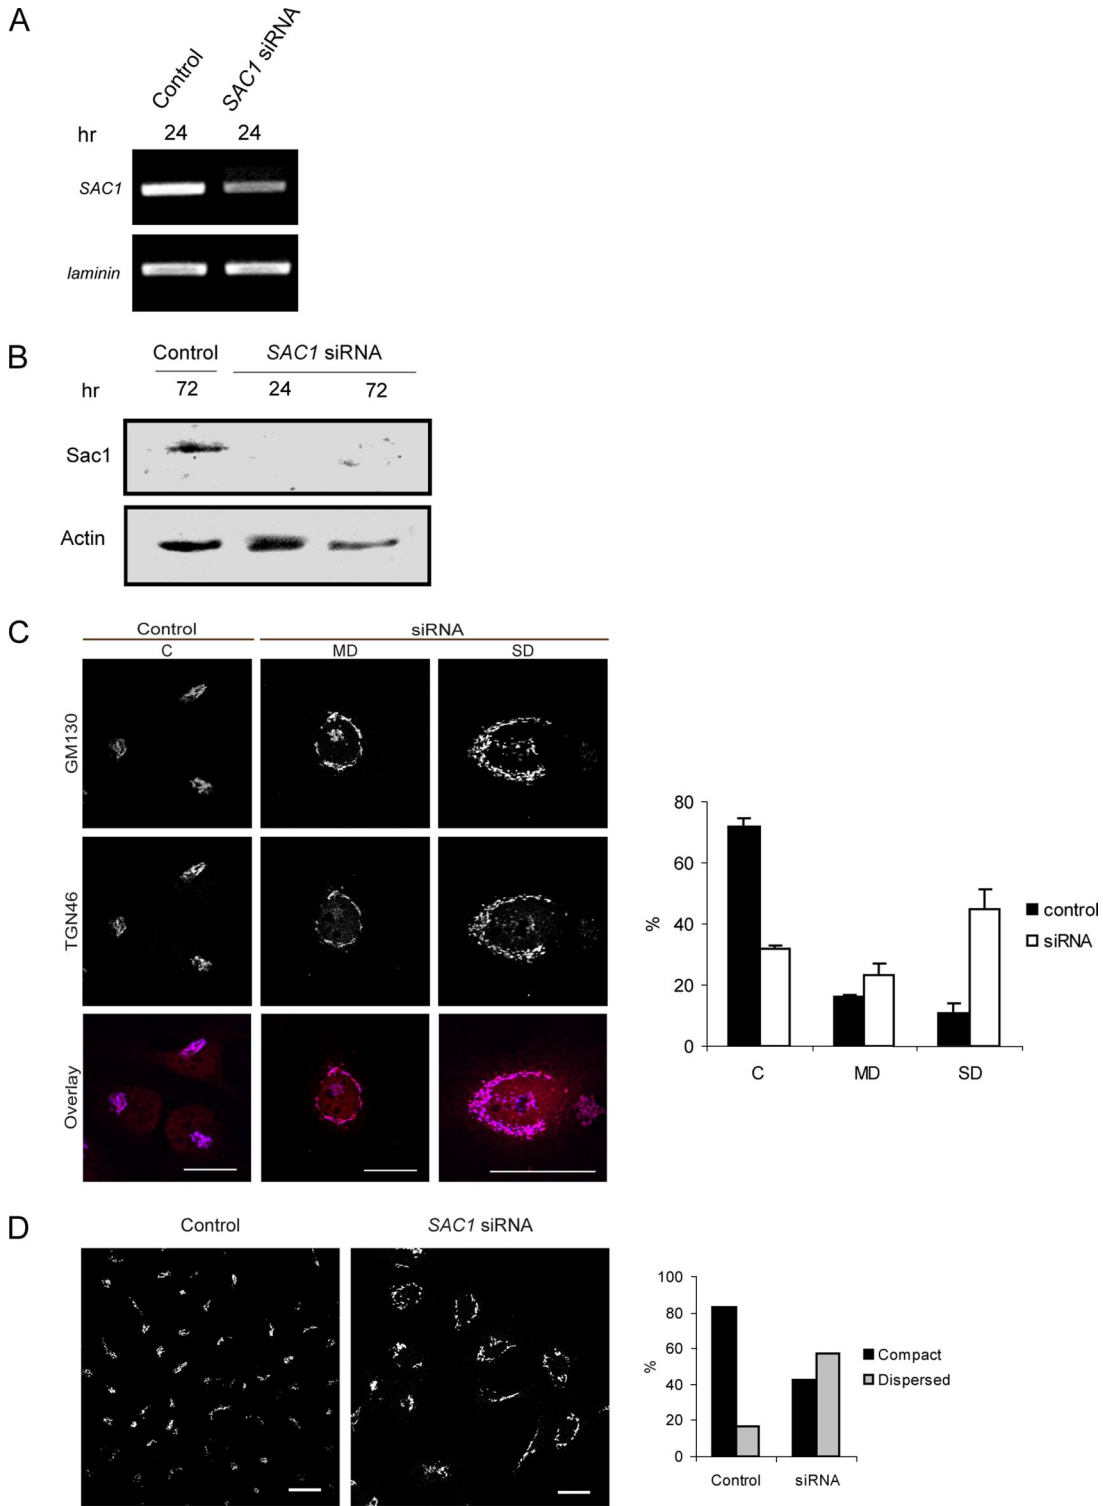 A
Control
SAC1 siRNA
hr 24 24
SAC1
laminin
B
Control SAC1 siRNA
hr 72 24 72
Sac1
Actin
C
Control siRNA
C MD SD
GM130
TGN46
Overlay
80
60
40
20
0
%
C MD SD
control
siRNA
D
Control SAC1 siRNA
100
80
60
40
20
0
%
Control siRNA
Compact
Dispersed